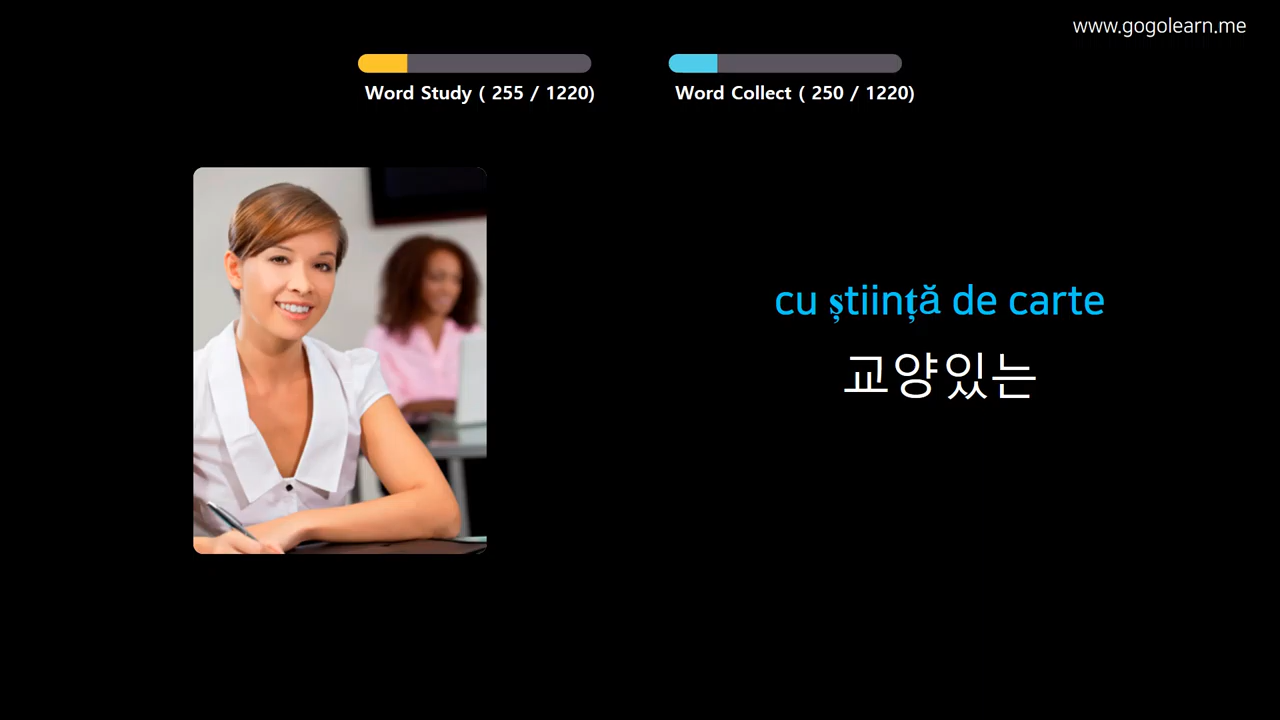 www.gogolearn.me
Word Study ( 255 / 1220)
Word Collect ( 250 / 1220)
cu știință de carte
교양있는